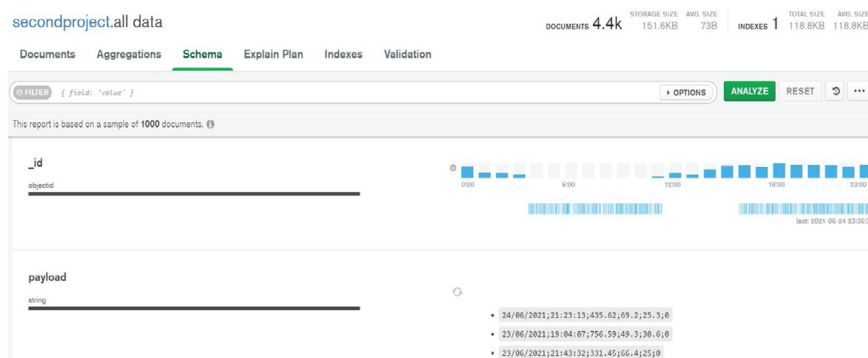 secondproject.all data
DOCUMENTS 4.4k STORAGE SIZE 151.6KB AVG. SIZE 73B INDEXES 1 TOTAL SIZE 118.8KB AVG. SIZE 118.8KB
Documents Aggregations Schema Explain Plan Indexes Validation
FILTER { field: 'value' } OPTIONS ANALYZE RESET
This report is based on a sample of 1000 documents.
_id
objectid
0:00 6:00 12:00 18:00 23:00
last: 2021-06-24 23:36:3
payload
string
• 24/06/2021;21:23:13;435.62;69.2;25.3;0
• 23/06/2021;19:04:07;756.59;49.3;30.6;0
• 23/06/2021;21:43:32;331.45;66.4;25;0